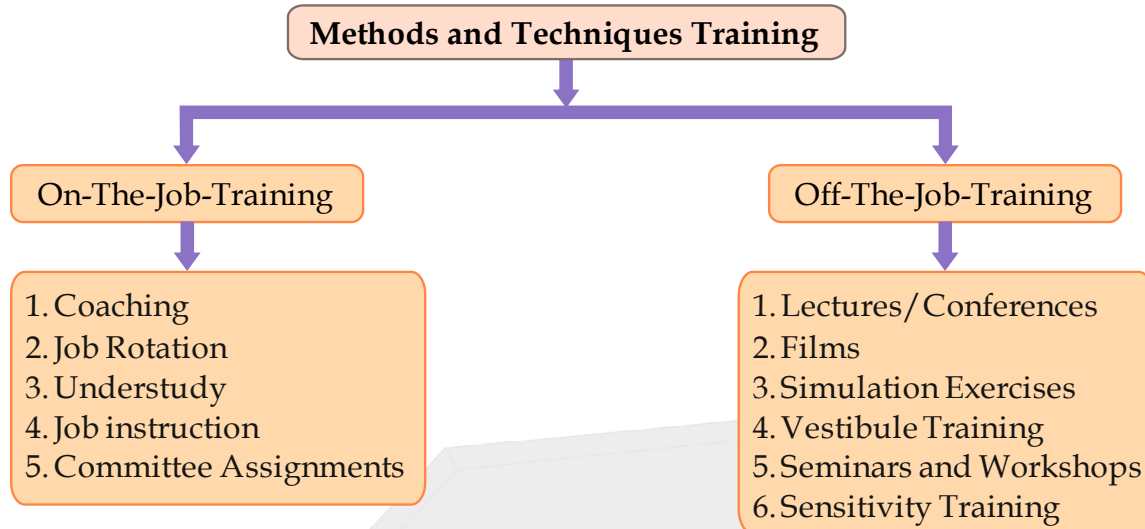 Methods and Techniques Training
On-The-Job-Training
1. Coaching
2. Job Rotation
3. Understudy
4. Job instruction
5. Committee Assignments
Off-The-Job-Training
1. Lectures/Conferences
2. Films
3. Simulation Exercises
4. Vestibule Training
5. Seminars and Workshops
6. Sensitivity Training